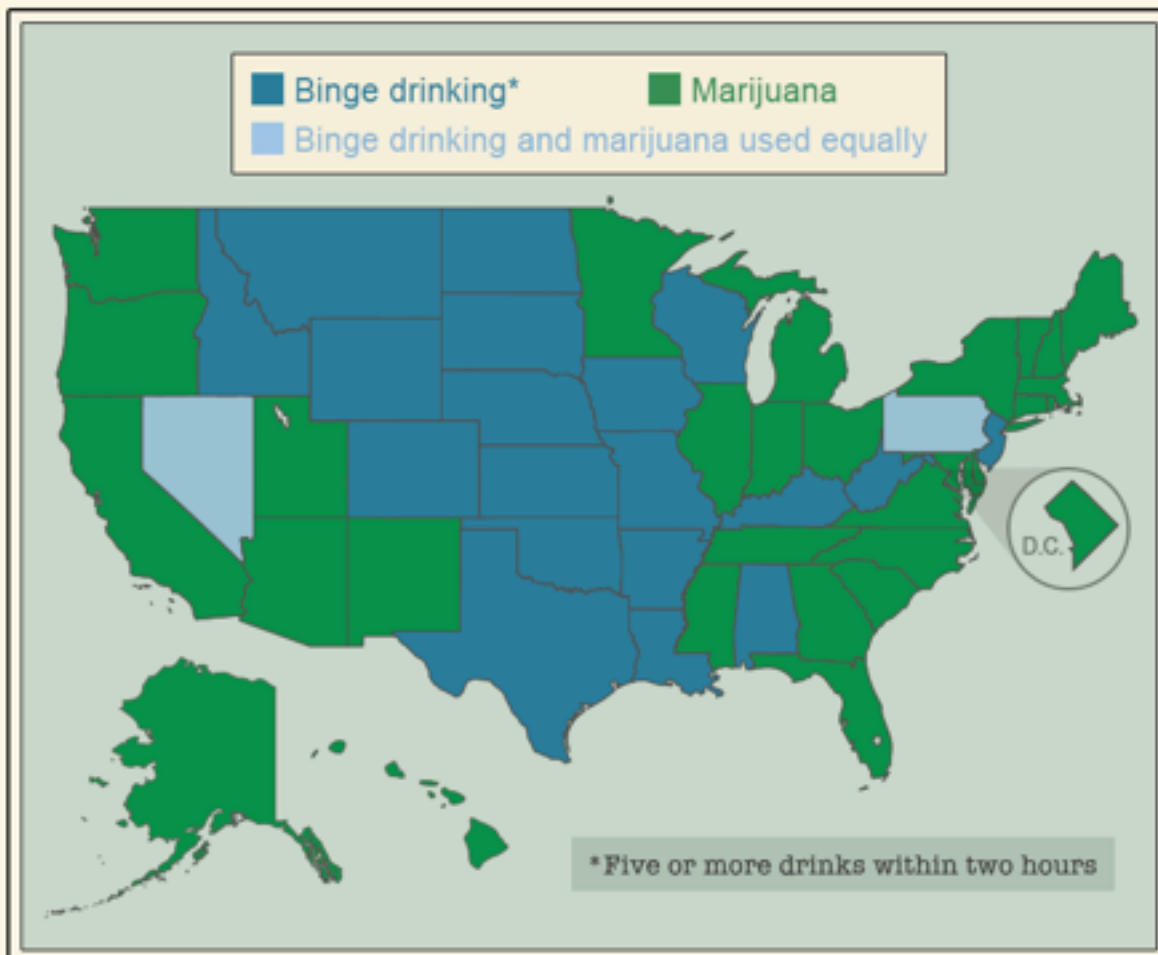 Binge drinking* Marijuana
Binge drinking and marijuana used equally
D.C.
*Five or more drinks within two hours